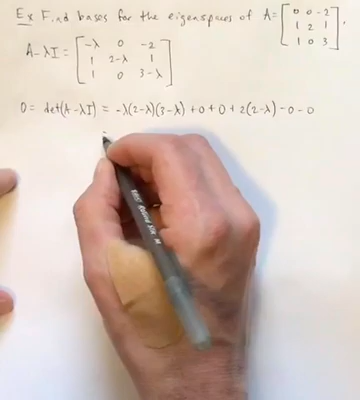 Ex Find bases for the eigenspaces of A = [0 0 -2
1 2 1
1 0 3].
A-λI = [-λ 0 -2
1 2-λ 1
1 0 3-λ]
0 = det(A-λI) = -λ(2-λ)(3-λ) + 0 + 0 + 2(2-λ) - 0 - 0